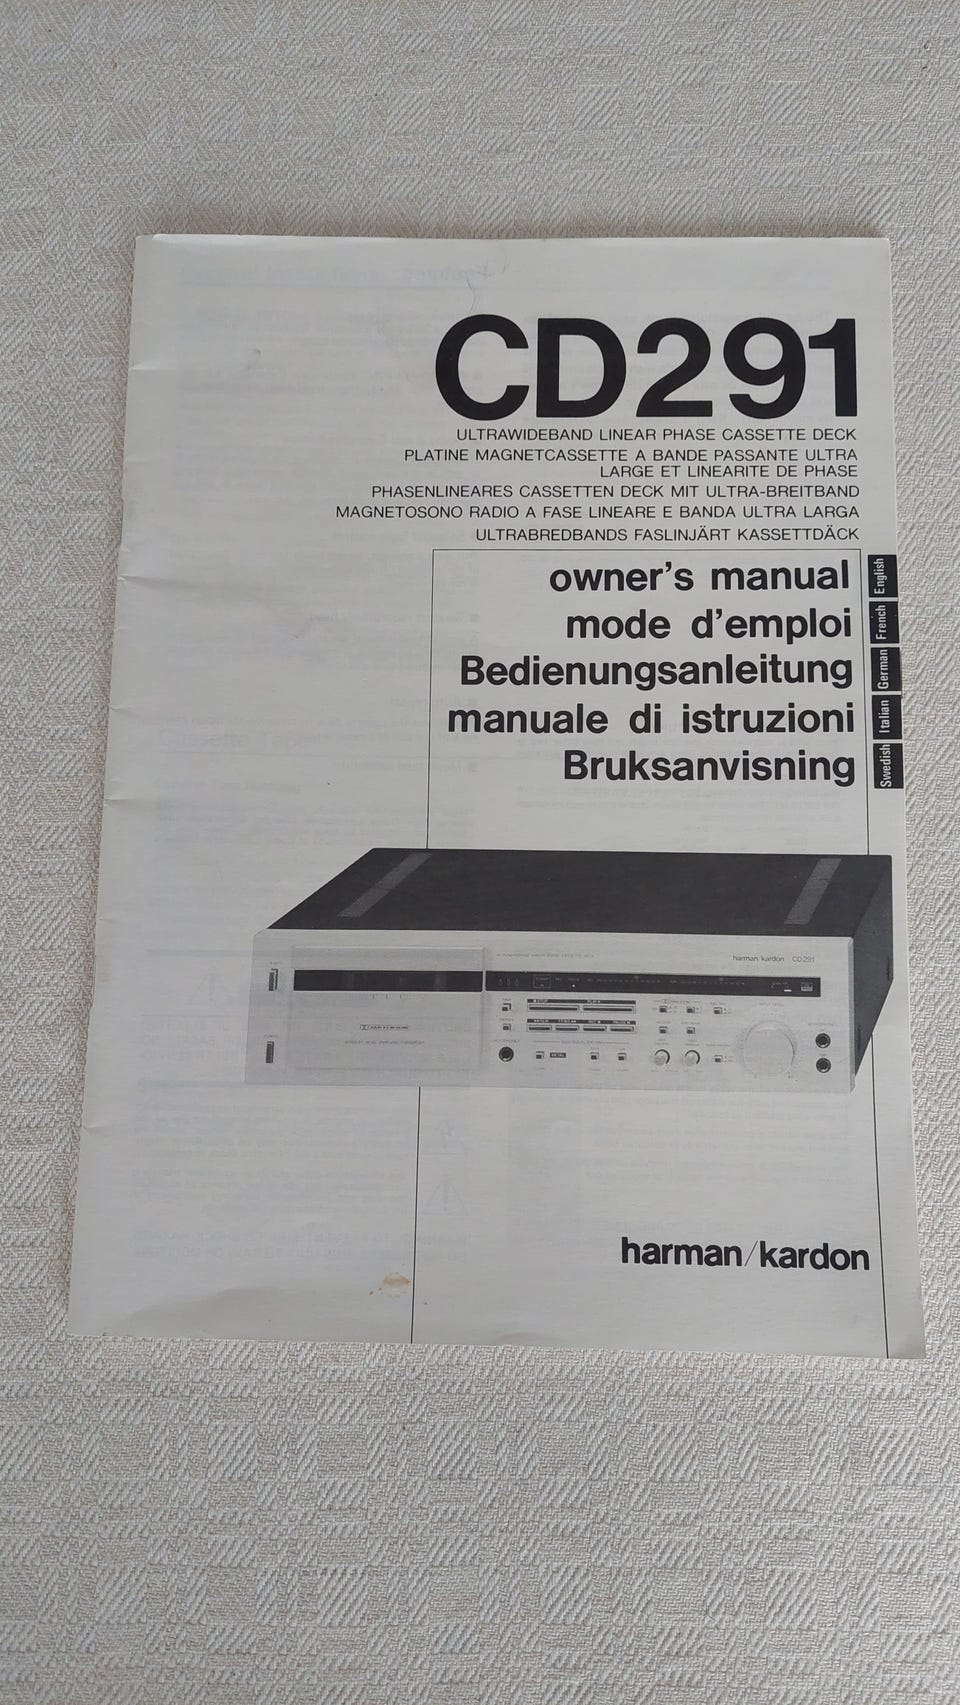 CD291
ULTRAWIDEBAND LINEAR PHASE CASSETTE DECK
PLATINE MAGNETCASSETTE A BANDE PASSANTE ULTRA
LARGE ET LINEARITE DE PHASE
PHASENLINEARES CASSETTEN DECK MIT ULTRA-BREITBAND
MAGNETOSONO RADIO A FASE LINEARE E BANDA ULTRA LARGA
ULTRABREDBANDS FASLINJÄRT KASSETTDÄCK
owner's manual English
mode d'emploi French
Bedienungsanleitung German
manuale di istruzioni Italian
Bruksanvisning Swedish
harman/kardon CD291
harman/kardon